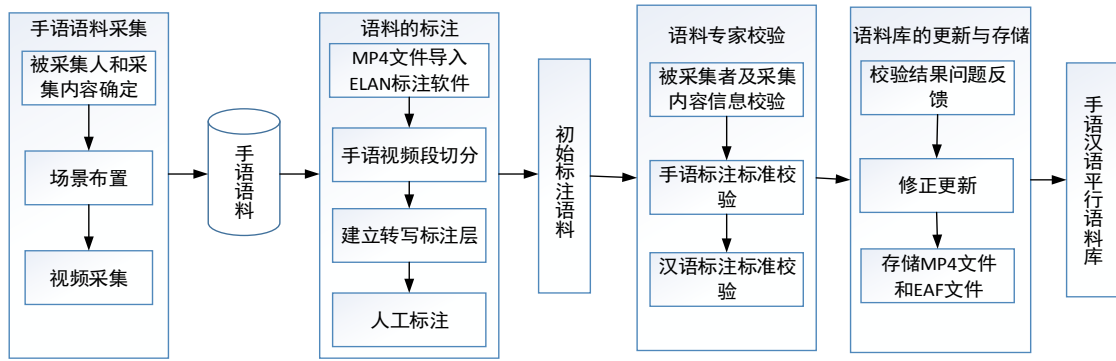 手语语料采集
被采集人和采
集内容确定
场景布置
视频采集
手语语料
语料的标注
MP4文件导入
ELAN标注软件
手语视频段切分
建立转写标注层
人工标注
初始标注语料
语料专家校验
被采集者及采集
内容信息校验
手语标注标准校
验
汉语标注标准校
验
语料库的更新与存储
校验结果问题反
馈
修正更新
存储MP4文件
和EAF文件
手语汉语平行语料库